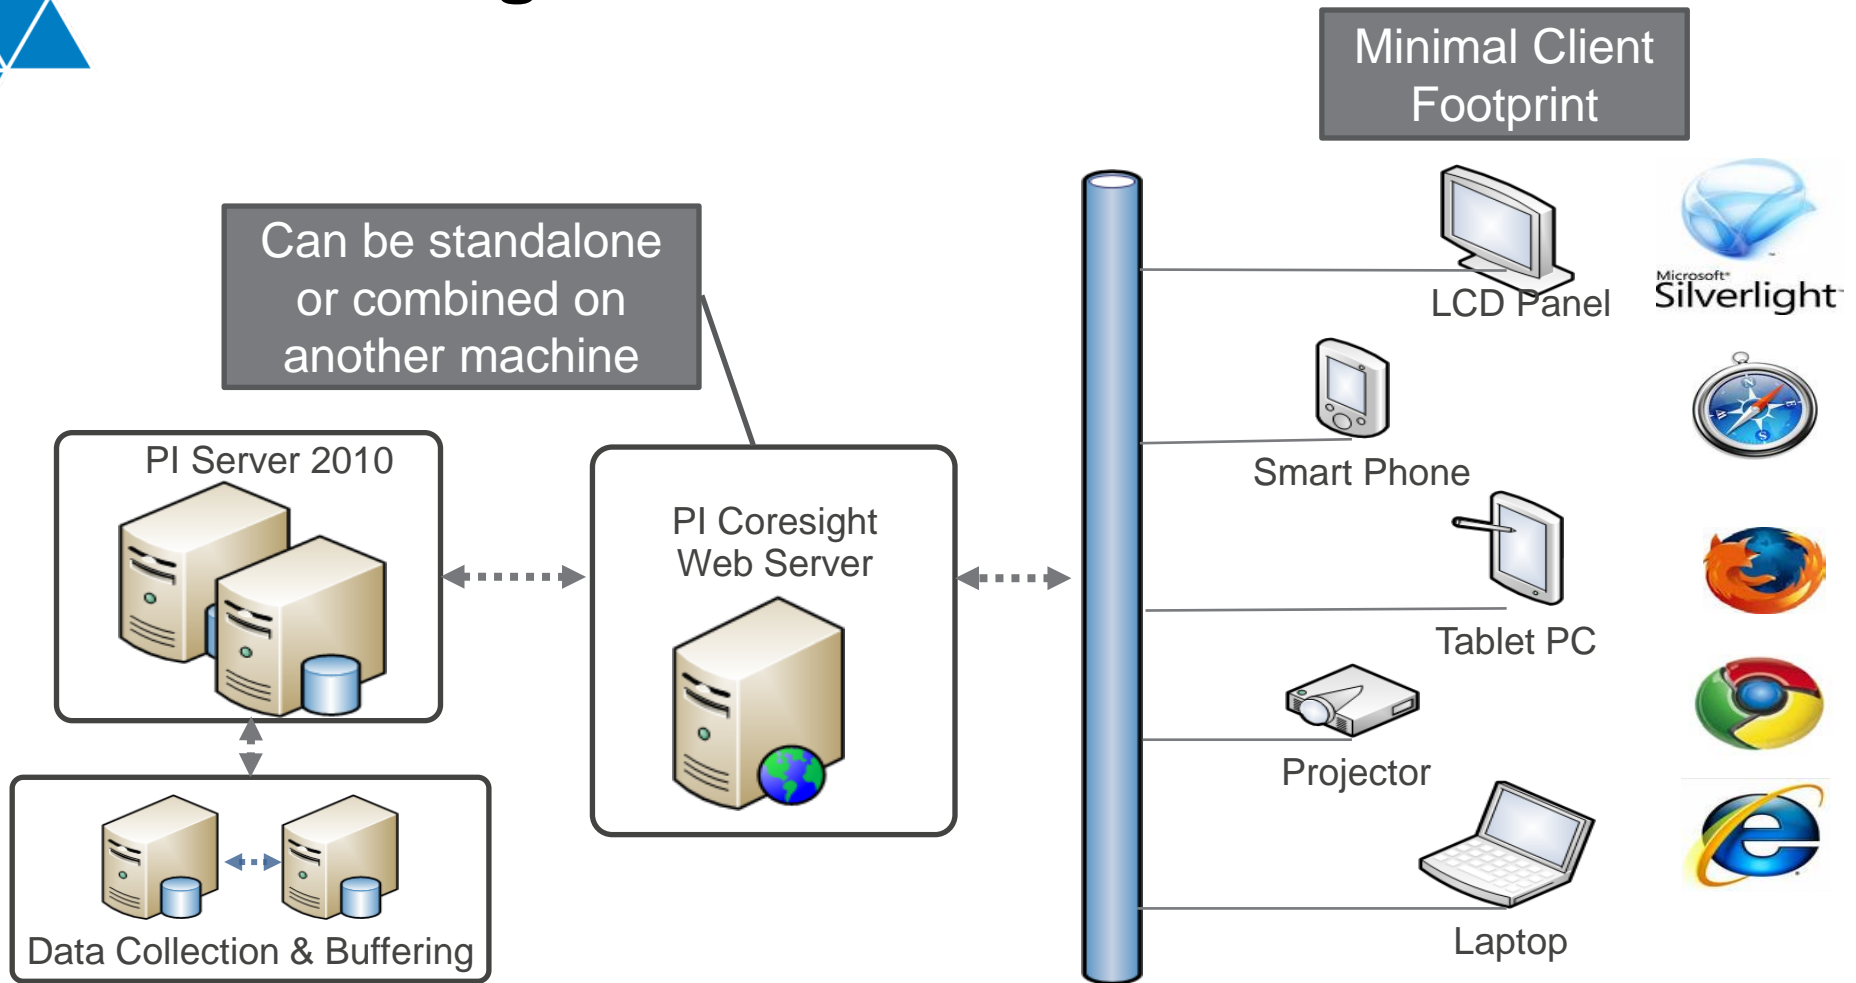 Minimal Client
Footprint
Can be standalone
or combined on
another machine
PI Server 2010
PI Coresight
Web Server
Data Collection & Buffering
LCD Panel
Smart Phone
Tablet PC
Projector
Laptop
Microsoft®
Silverlight™
N
E
S
W